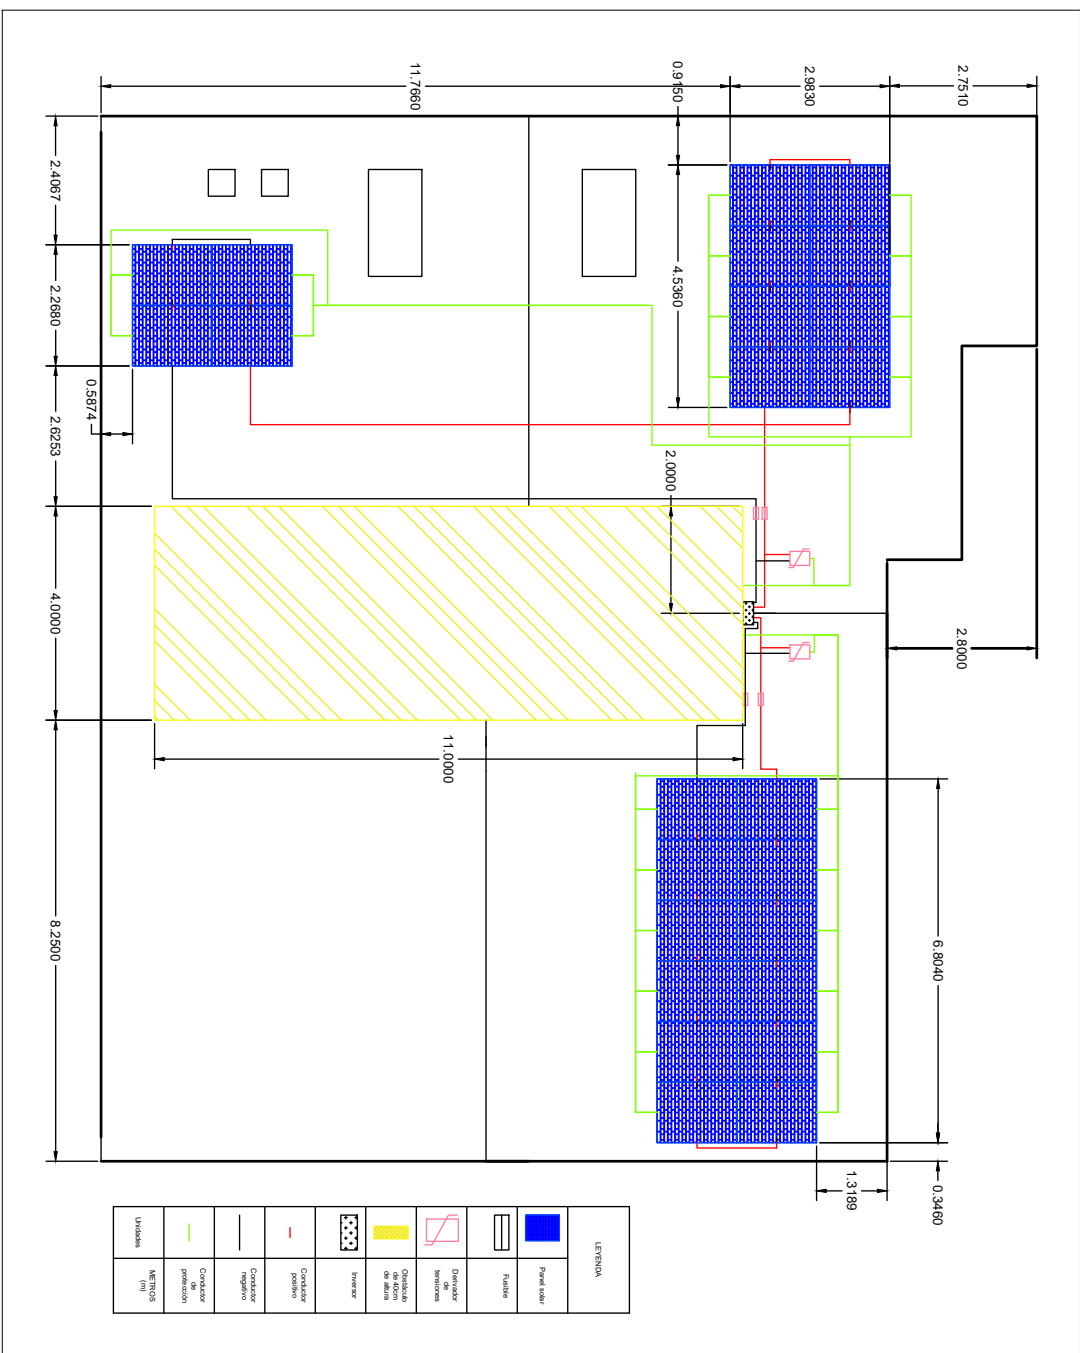 2.7510
2.9830
0.9150
11.7660
2.4067
4.5360
2.2680
0.5874
2.6253
2.0000
4.0000
2.8000
11.0000
8.2500
6.8040
1.3189
0.3460
LEYENDA
Panel solar
Fusible
Derivador
de
tensiones
Obstáculo
de 40cm
de altura
Inversor
Conductor
positivo
Conductor
negativo
Conductor
de
protección
Unidades
METROS
(m)